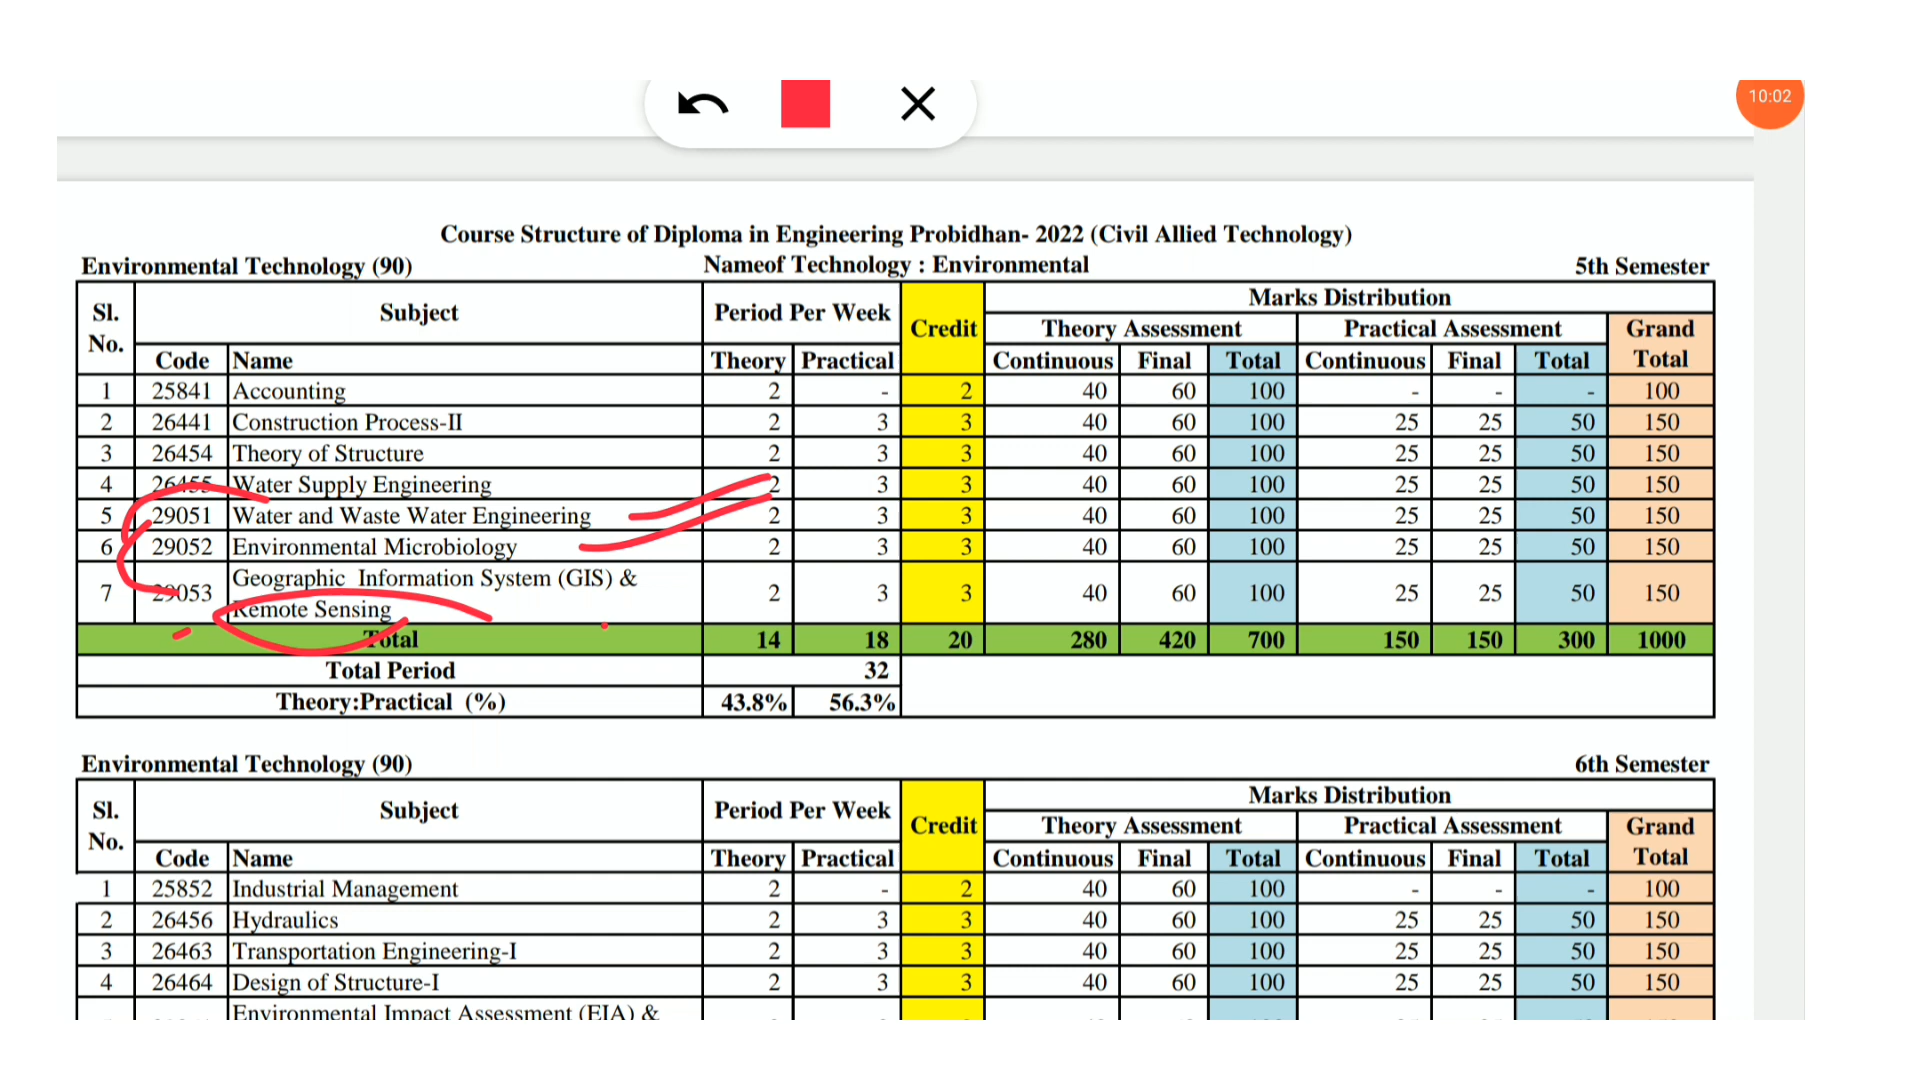 10:02
Course Structure of Diploma in Engineering Probidhan- 2022 (Civil Allied Technology)
Environmental Technology (90) Nameof Technology : Environmental 5th Semester
Sl. No. Subject Period Per Week Credit Marks Distribution
Theory Assessment Practical Assessment Grand Total
Code Name Theory Practical Continuous Final Total Continuous Final Total
1 25841 Accounting 2 - 2 40 60 100 - - - 100
2 26441 Construction Process-II 2 3 3 40 60 100 25 25 50 150
3 26454 Theory of Structure 2 3 3 40 60 100 25 25 50 150
4 26455 Water Supply Engineering 2 3 3 40 60 100 25 25 50 150
5 29051 Water and Waste Water Engineering 2 3 3 40 60 100 25 25 50 150
6 29052 Environmental Microbiology 2 3 3 40 60 100 25 25 50 150
7 29053 Geographic Information System (GIS) &
Remote Sensing 2 3 3 40 60 100 25 25 50 150
Total 14 18 20 280 420 700 150 150 300 1000
Total Period 32
Theory:Practical (%) 43.8% 56.3%
Environmental Technology (90) 6th Semester
Sl. No. Subject Period Per Week Credit Marks Distribution
Theory Assessment Practical Assessment Grand Total
Code Name Theory Practical Continuous Final Total Continuous Final Total
1 25852 Industrial Management 2 - 2 40 60 100 - - - 100
2 26456 Hydraulics 2 3 3 40 60 100 25 25 50 150
3 26463 Transportation Engineering-I 2 3 3 40 60 100 25 25 50 150
4 26464 Design of Structure-I 2 3 3 40 60 100 25 25 50 150
Environmental Impact Assessment (EIA) &